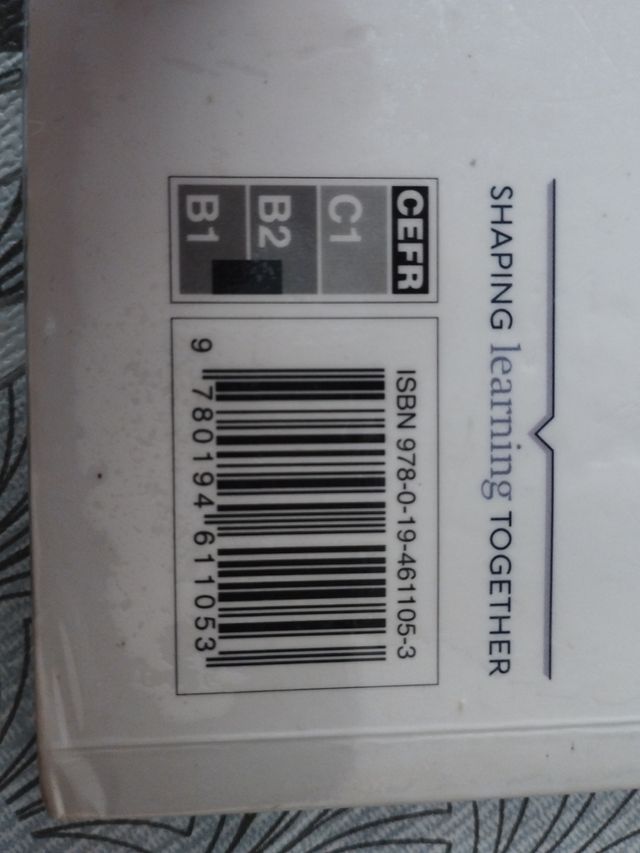 SHAPING learning TOGETHER
CEFR
C1
B2
B1
ISBN 978-0-19-461105-3
9 780194 611053